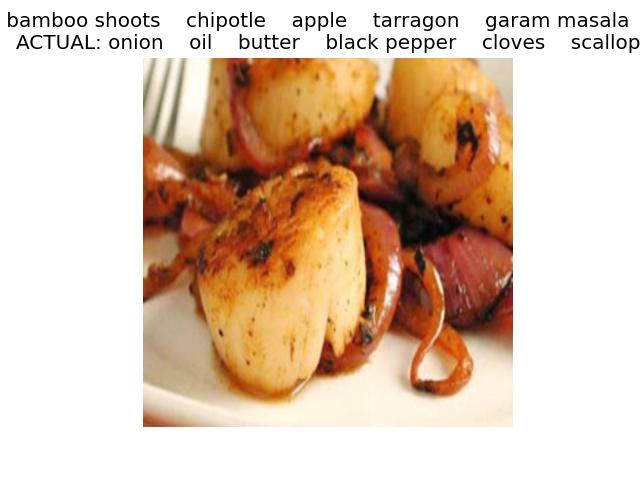 bamboo shoots chipotle apple tarragon garam masala
ACTUAL: onion oil butter black pepper cloves scallop